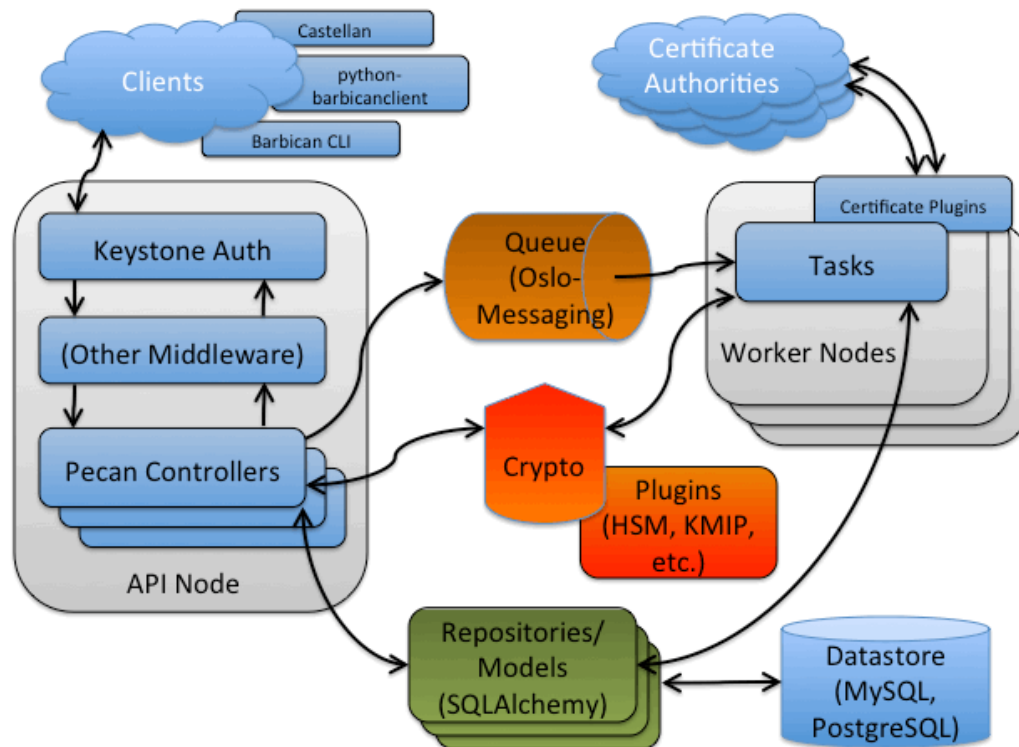 Castellan
Clients
python-
barbicanclient
Barbican CLI
Certificate
Authorities
Certificate Plugins
Keystone Auth
Queue
(Oslo-
Messaging)
Tasks
(Other Middleware)
Worker Nodes
Pecan Controllers
Crypto
Plugins
(HSM, KMIP,
etc.)
API Node
Repositories/
Models
(SQLAlchemy)
Datastore
(MySQL,
PostgreSQL)